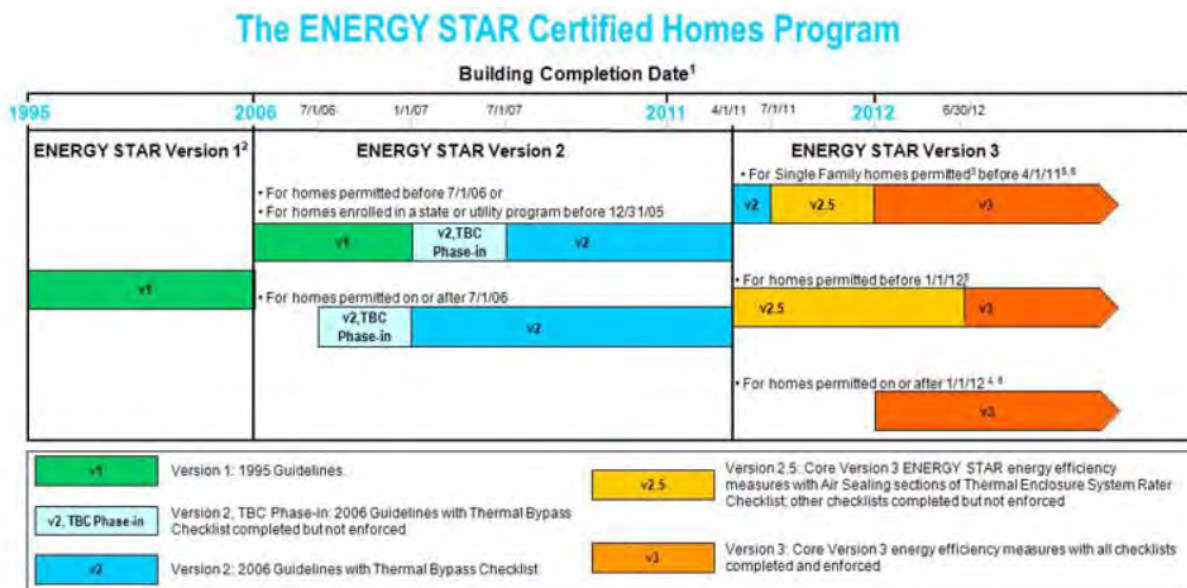 The ENERGY STAR Certified Homes Program
Building Completion Date¹
1995
2006
7/1/06
1/1/07
7/1/07
2011
4/1/11
7/1/11
2012
6/30/12
ENERGY STAR Version 1²
ENERGY STAR Version 2
ENERGY STAR Version 3
• For homes permitted before 7/1/06 or
• For homes enrolled in a state or utility program before 12/31/05
v1
v2,TBC
Phase-in
v2
v1
• For homes permitted on or after 7/1/06
v2,TBC
Phase-in
v2
• For Single Family homes permitted before 4/1/11
v2
v2.5
v3
• For homes permitted before 1/1/12
v2.5
v3
• For homes permitted on or after 1/1/12
v3
v1
Version 1: 1995 Guidelines.
v2, TBC Phase-in
Version 2, TBC Phase-in: 2006 Guidelines with Thermal Bypass
Checklist completed but not enforced
v2
Version 2: 2006 Guidelines with Thermal Bypass Checklist
v2.5
Version 2.5: Core Version 3 ENERGY STAR energy efficiency
measures with Air Sealing sections of Thermal Enclosure System Rater
Checklist; other checklists completed but not enforced
v3
Version 3: Core Version 3 energy efficiency measures with all checklists
completed and enforced